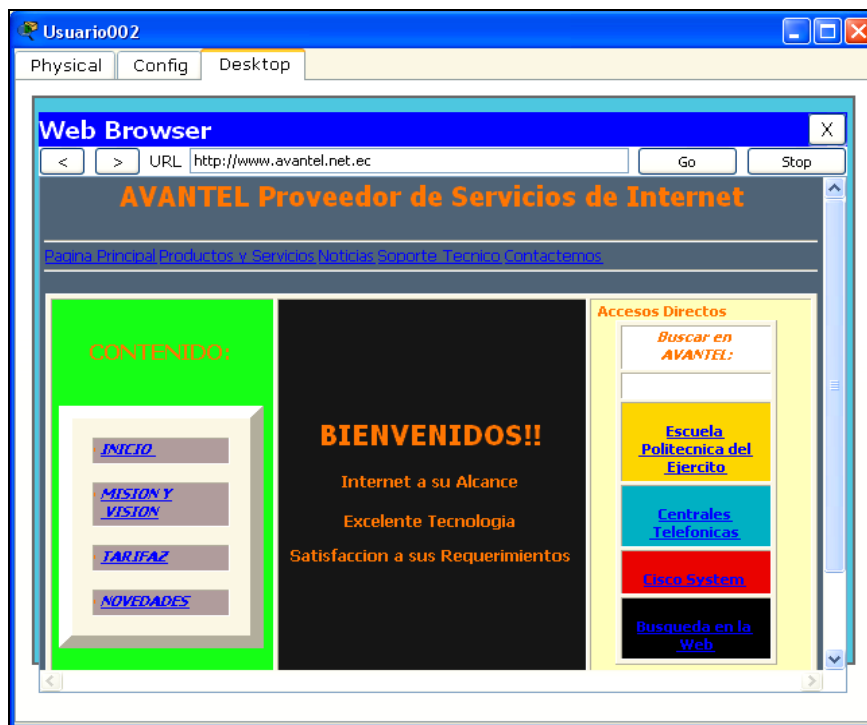 Usuario002
Physical Config Desktop
Web Browser X
< > URL http://www.avantel.net.ec Go Stop
AVANTEL Proveedor de Servicios de Internet
Pagina Principal Productos y Servicios Noticias Soporte Tecnico Contactemos
CONTENIDO:
INICIO
MISION Y
VISION
TARIFAZ
NOVEDADES
BIENVENIDOS!!
Internet a su Alcance
Excelente Tecnologia
Satisfaccion a sus Requerimientos
Accesos Directos
Buscar en
AVANTEL:
Escuela
Politecnica del
Ejercito
Centrales
Telefonicas
Cisco System
Busqueda en la
Web